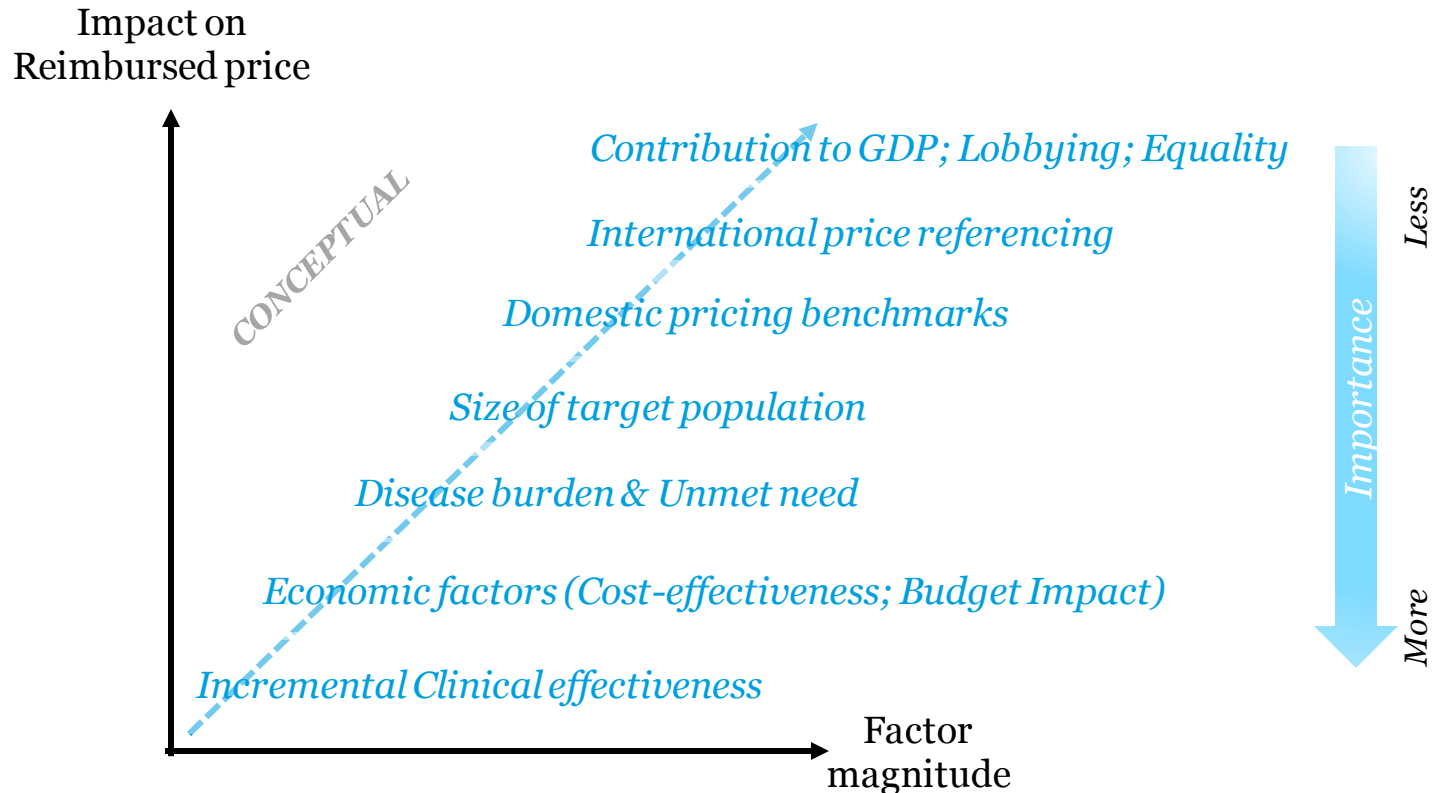 Impact on
Reimbursed price
CONCEPTUAL
Contribution to GDP; Lobbying; Equality
International price referencing
Domestic pricing benchmarks
Size of target population
Disease burden & Unmet need
Economic factors (Cost-effectiveness; Budget Impact)
Incremental Clinical effectiveness
Less
Importance
More
Factor
magnitude